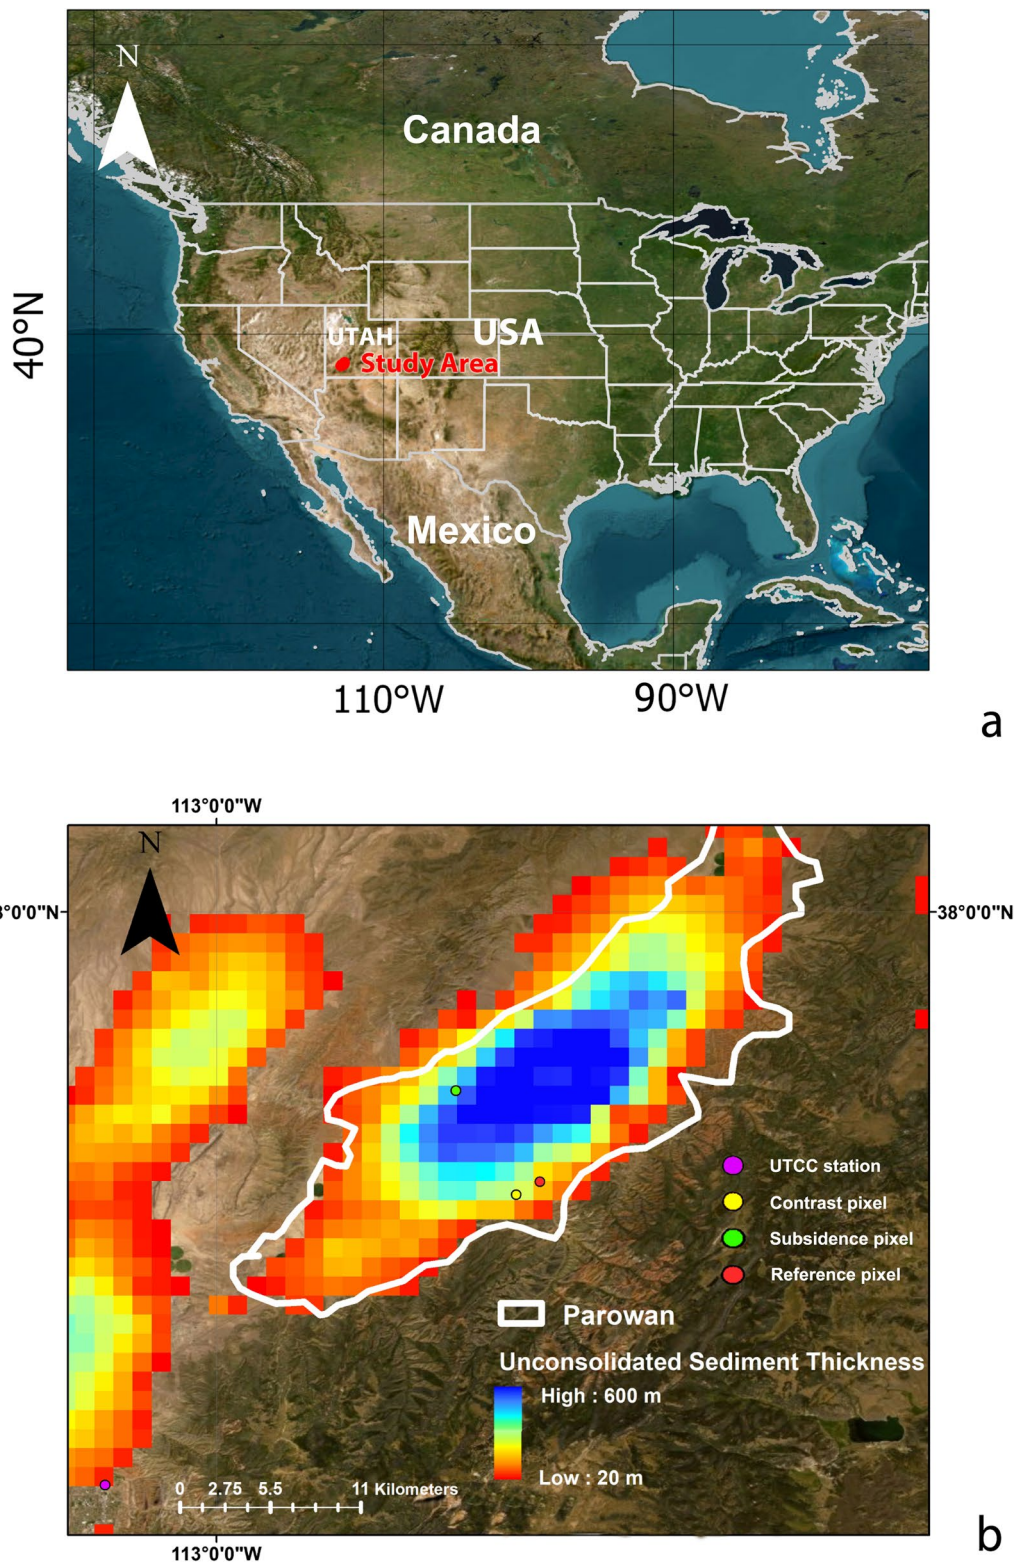 N
Canada
40°N
USA
UTAH
Study Area
Mexico
110°W
90°W
a
113°0'0"W
N
8°0'0"N
38°0'0"N
UTCC station
Contrast pixel
Subsidence pixel
Reference pixel
Parowan
Unconsolidated Sediment Thickness
High : 600 m
Low : 20 m
0 2.75 5.5 11 Kilometers
113°0'0"W
b